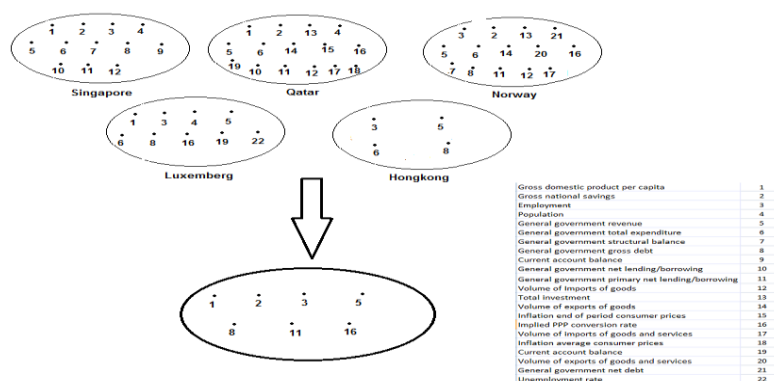 1 2 3 4
5 6 7 8 9
10 11 12
Singapore
1 2 13 4
5 6 14 15 16
19 10 11 12 17 18
Qatar
3 2 13 21
5 6 14 20 16
7 8 11 12 17
Norway
1 3 4 5
6 8 16 19 22
Luxemberg
3 5
6 8
Hongkong
1 2 3 5
8 11 16
Gross domestic product per capita 1
Gross national savings 2
Employment 3
Population 4
General government revenue 5
General government total expenditure 6
General government structural balance 7
General government gross debt 8
Current account balance 9
General government net lending/borrowing 10
General government primary net lending/borrowing 11
Volume of Imports of goods 12
Total investment 13
Volume of exports of goods 14
Inflation end of period consumer prices 15
Implied PPP conversion rate 16
Volume of imports of goods and services 17
Inflation average consumer prices 18
Current account balance 19
Volume of exports of goods and services 20
General government net debt 21
Unemployment rate 22